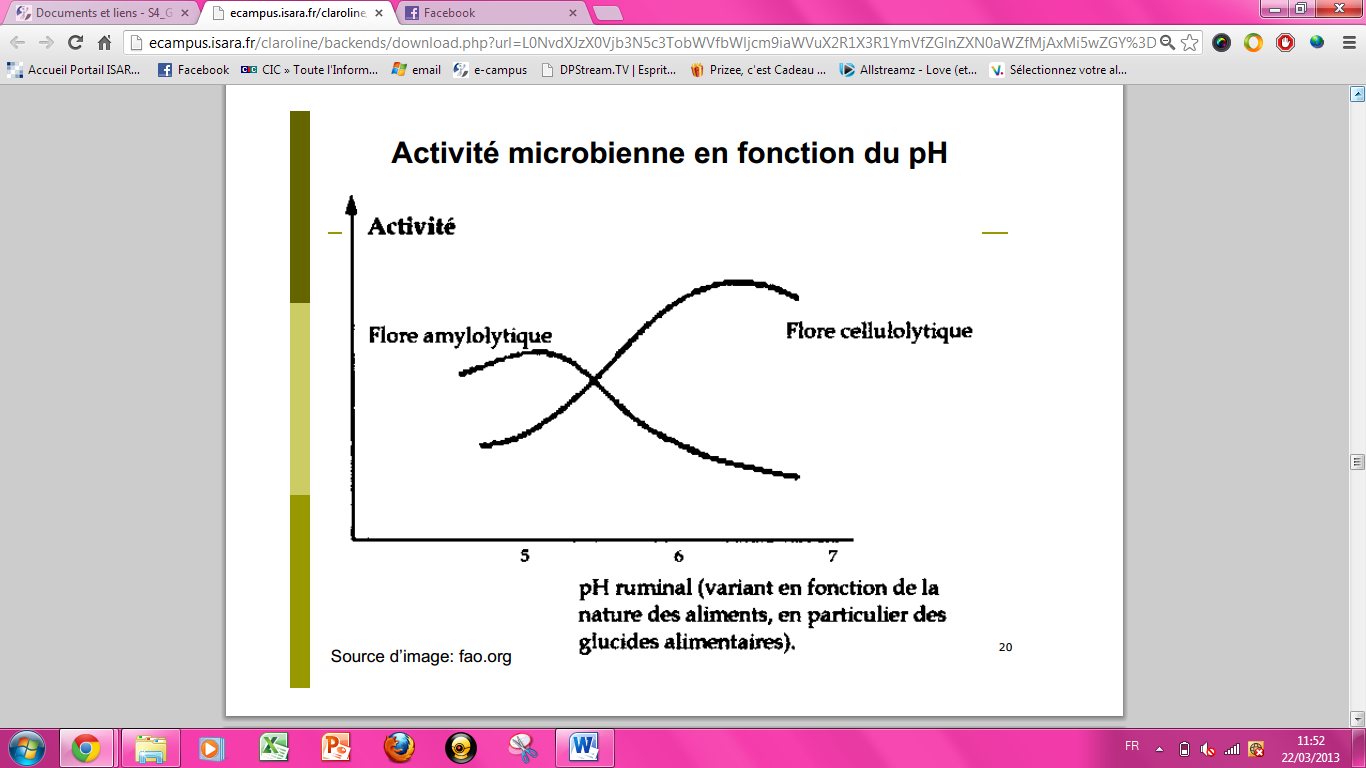 Documents et liens - S4_G
ecampus.isara.fr/claroline
Facebook
ecampus.isara.fr/claroline/backends/download.php?url=L0NvdXJzX0Vjb3N5c3TobWVfbWljcm9iaWVuX2R1X3R1YmVfZGlnZXN0aWZfMjAxMi5wZGY%3D
Accueil Portail ISAR...
Facebook
CIC » Toute l'Inform...
email
e-campus
DPStream.TV | Esprit...
Prizee, c'est Cadeau ...
Allstreamz - Love (et...
Sélectionnez votre al...
Activité microbienne en fonction du pH
Activité
Flore amylolytique
Flore cellulolytique
5 6 7
pH ruminal (variant en fonction de la
nature des aliments, en particulier des
glucides alimentaires).
Source d'image: fao.org
20
FR
11:52
22/03/2013